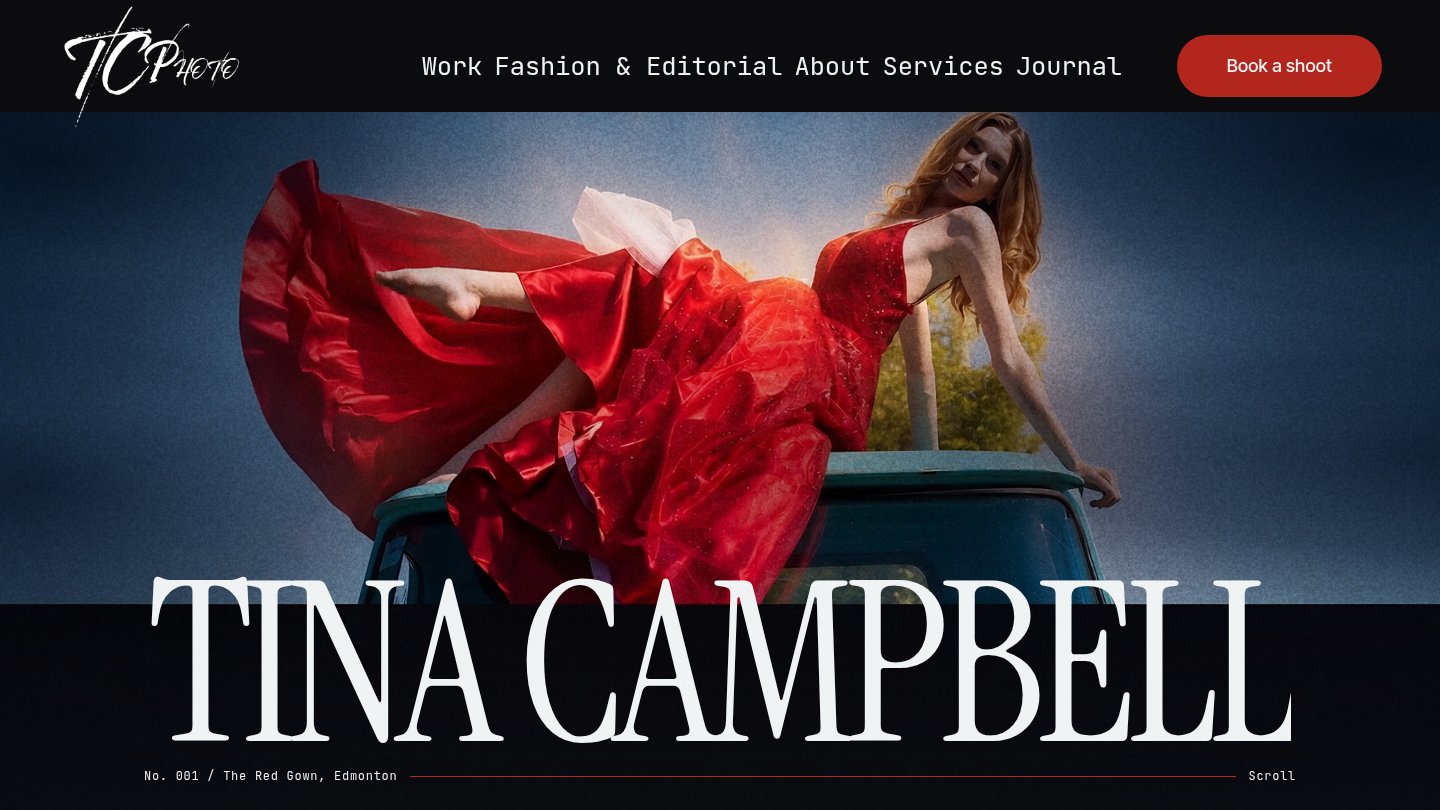 TCPHOTO
Work Fashion & Editorial About Services Journal
Book a shoot
TINA CAMPBELL
No. 001 / The Red Gown, Edmonton
Scroll